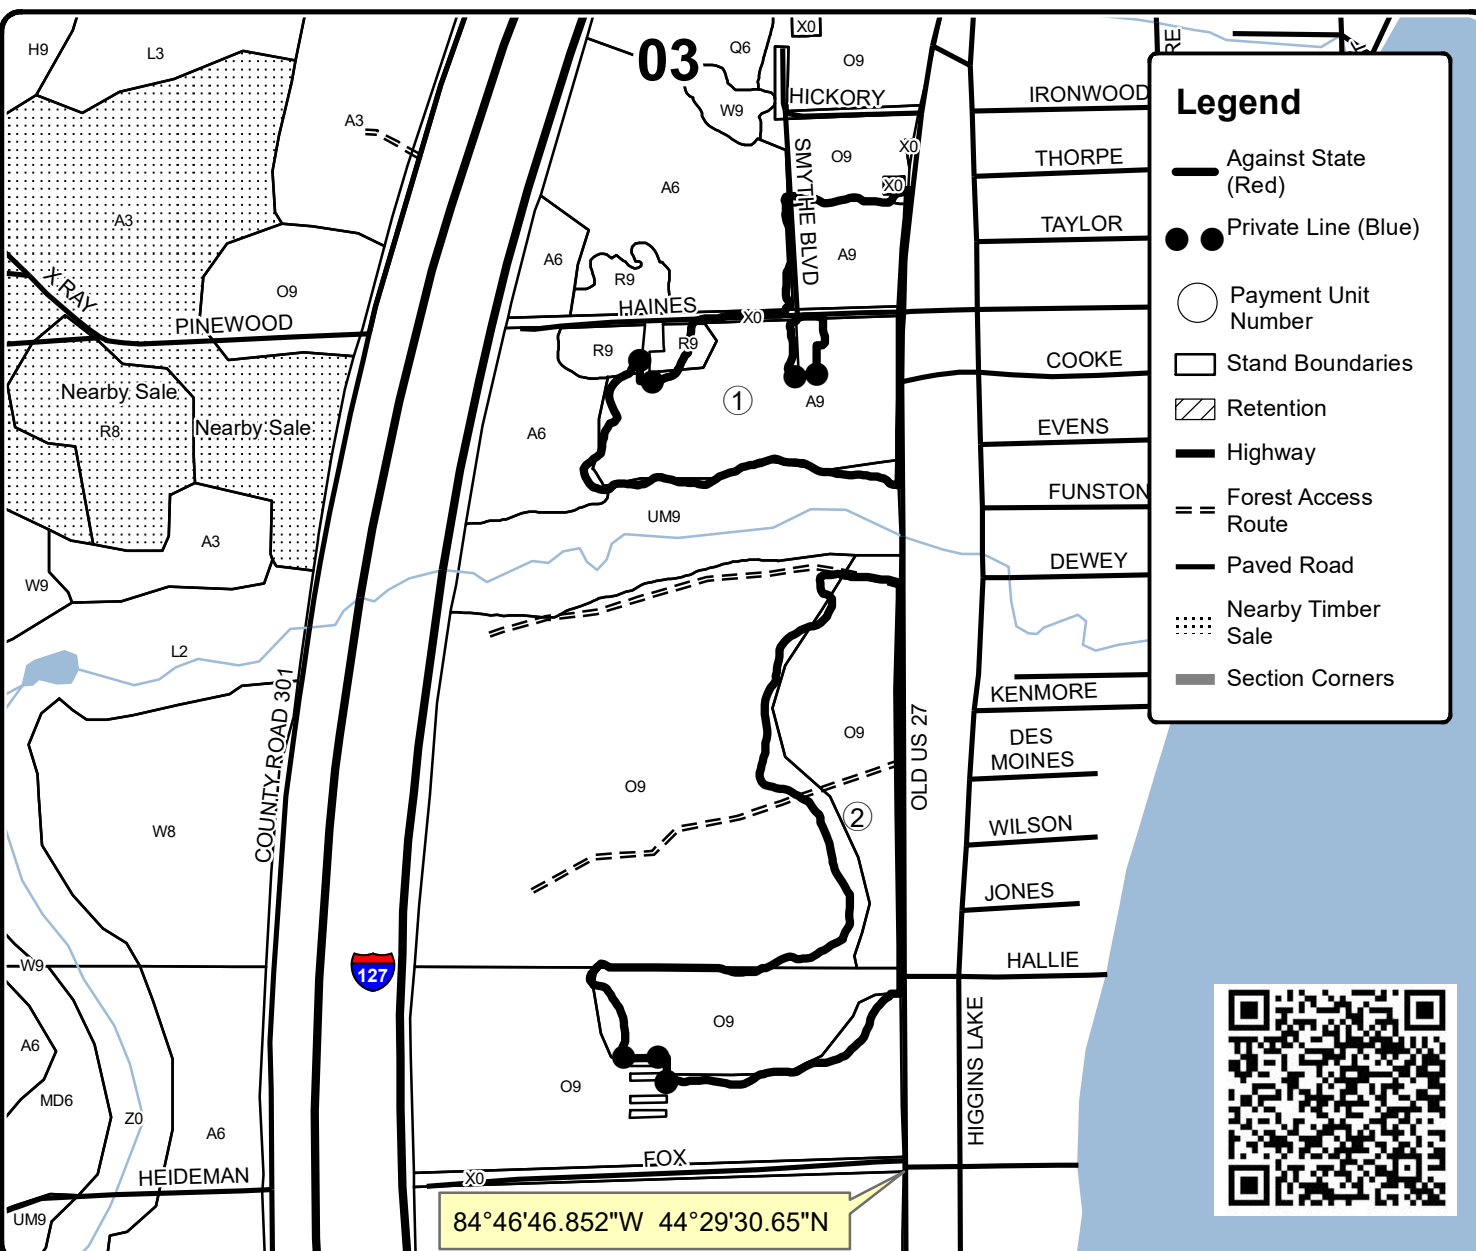 H9
L3
03
Q6
X0
O9
HICKORY
W9
A3
X0
O9
SMYTHE BLVD
X0
A6
A3
A6
A9
R9
O9
X RAY
HAINES
X0
PINEWOOD
R9
R9
Nearby Sale
R8
Nearby Sale
1
A9
A6
UM9
A3
W9
L2
COUNTY ROAD 301
O9
O9
OLD US 27
2
W8
W9
127
O9
A6
O9
MD6
Z0
A6
HIGGINS LAKE
FOX
X0
HEIDEMAN
UM9
84°46'46.852"W 44°29'30.65"N
IRONWOOD
THORPE
TAYLOR
COOKE
EVENS
FUNSTON
DEWEY
KENMORE
DES
MOINES
WILSON
JONES
HALLIE
RE
Legend
Against State
(Red)
Private Line (Blue)
Payment Unit
Number
Stand Boundaries
Retention
Highway
Forest Access
Route
Paved Road
Nearby Timber
Sale
Section Corners